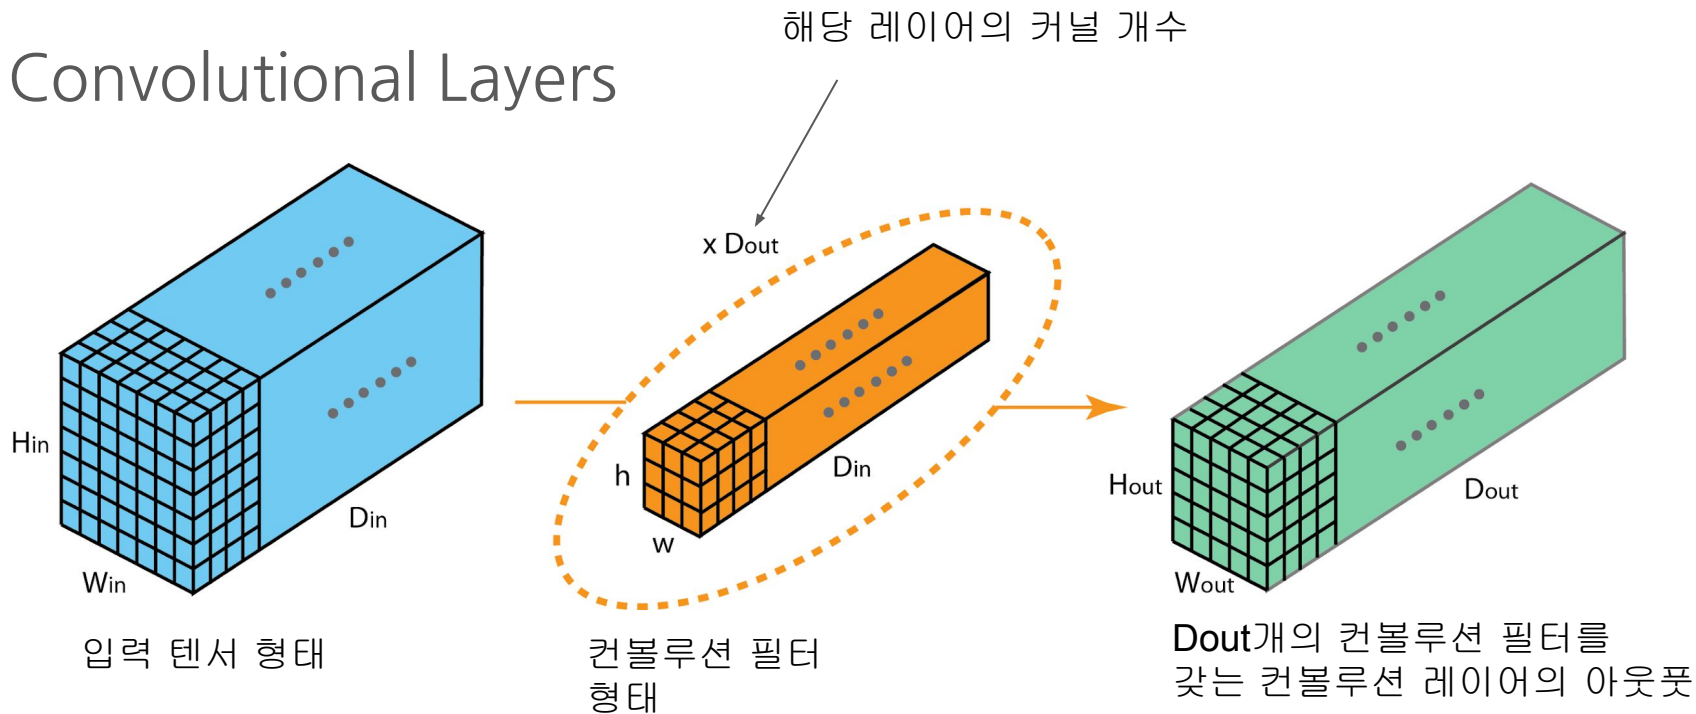 해당 레이어의 커널 개수
Convolutional Layers
x Dout
Hin
Win
Din
h
w
Din
Hout
Wout
Dout
입력 텐서 형태
컨볼루션 필터
형태
Dout개의 컨볼루션 필터를
갖는 컨볼루션 레이어의 아웃풋